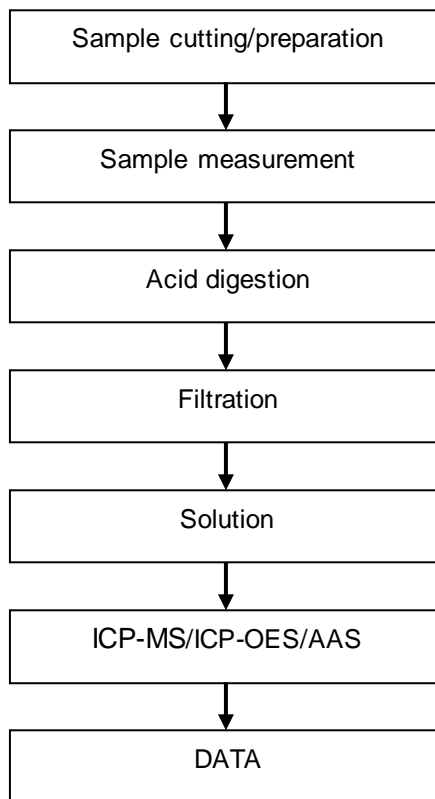 Sample cutting/preparation
Sample measurement
Acid digestion
Filtration
Solution
ICP-MS/ICP-OES/AAS
DATA